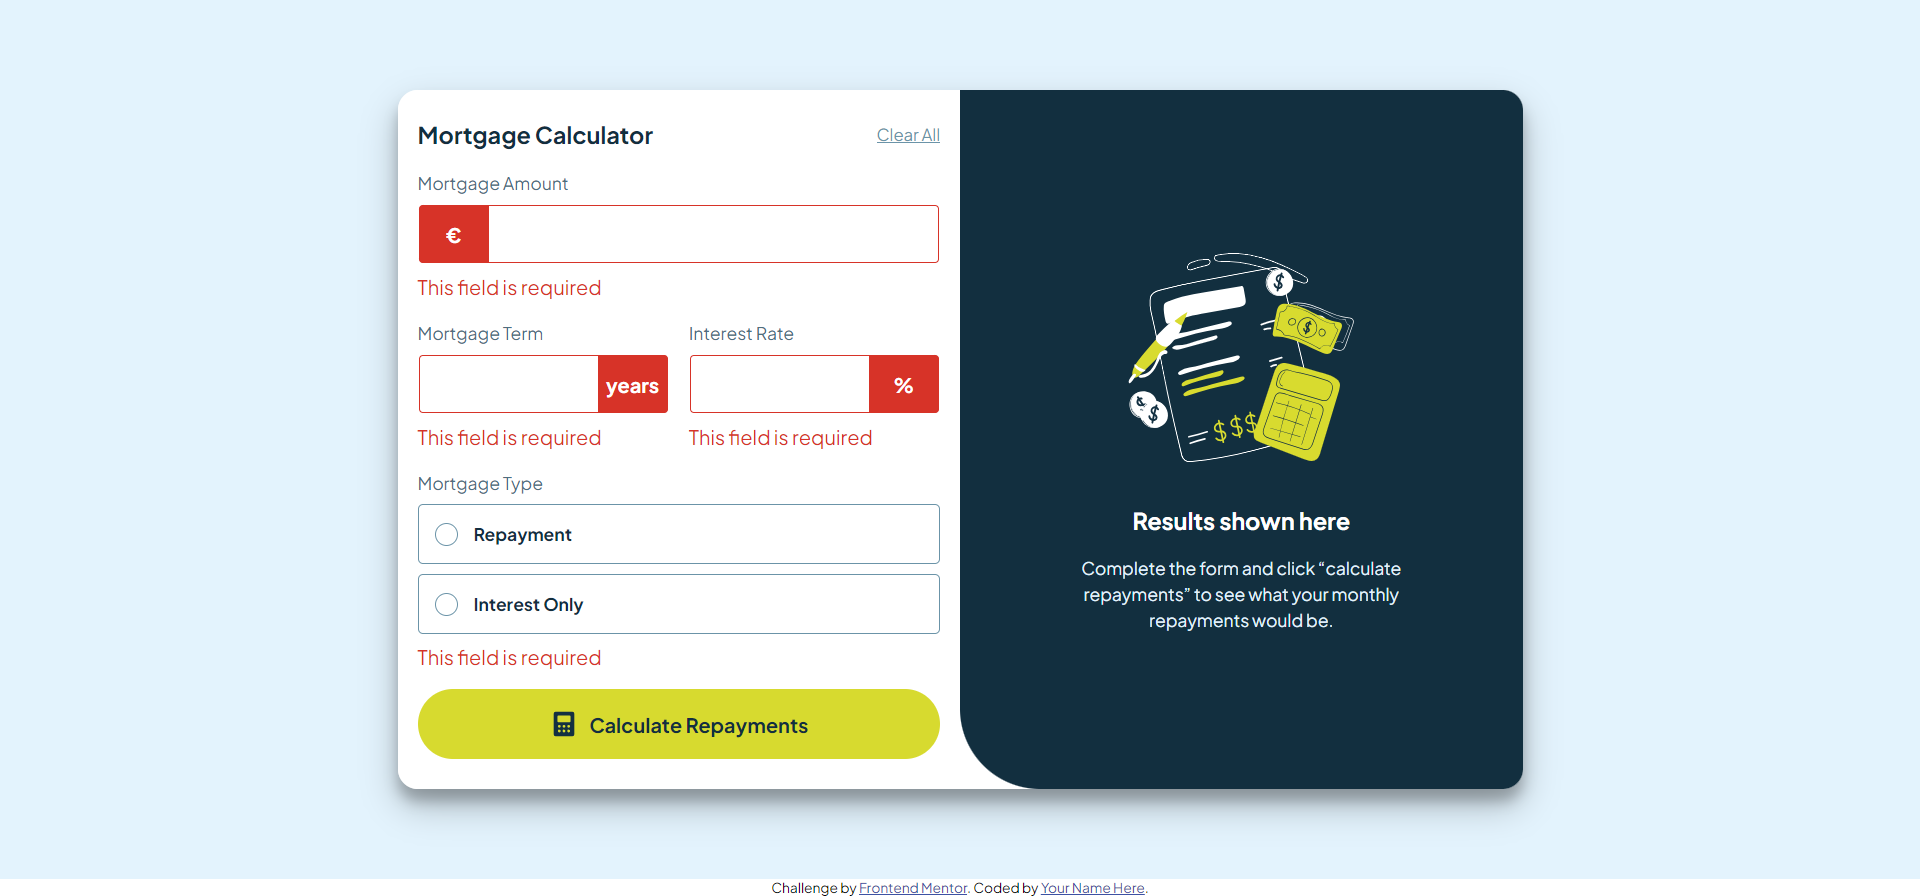 Mortgage Calculator
Clear All
Mortgage Amount
€
This field is required
Mortgage Term
Interest Rate
years
%
This field is required
This field is required
Mortgage Type
Repayment
Interest Only
This field is required
Calculate Repayments
$
$
$
$
$$$
Results shown here
Complete the form and click “calculate
repayments” to see what your monthly
repayments would be.
Challenge by Frontend Mentor. Coded by Your Name Here.